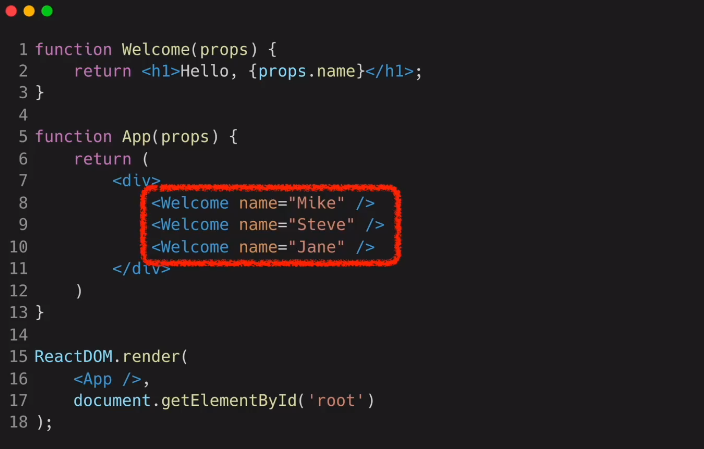 1 function Welcome(props) {
2     return <h1>Hello, {props.name}</h1>;
3 }
4
5 function App(props) {
6     return (
7         <div>
8             <Welcome name="Mike" />
9             <Welcome name="Steve" />
10             <Welcome name="Jane" />
11         </div>
12     )
13 }
14
15 ReactDOM.render(
16     <App />,
17     document.getElementById('root')
18 );